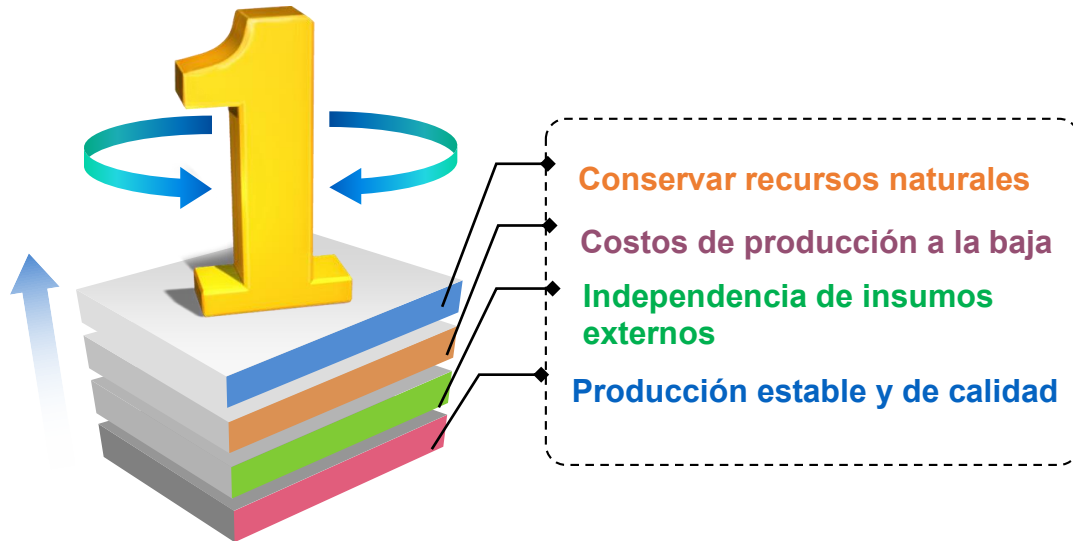 1
Conservar recursos naturales
Costos de producción a la baja
Independencia de insumos
externos
Producción estable y de calidad